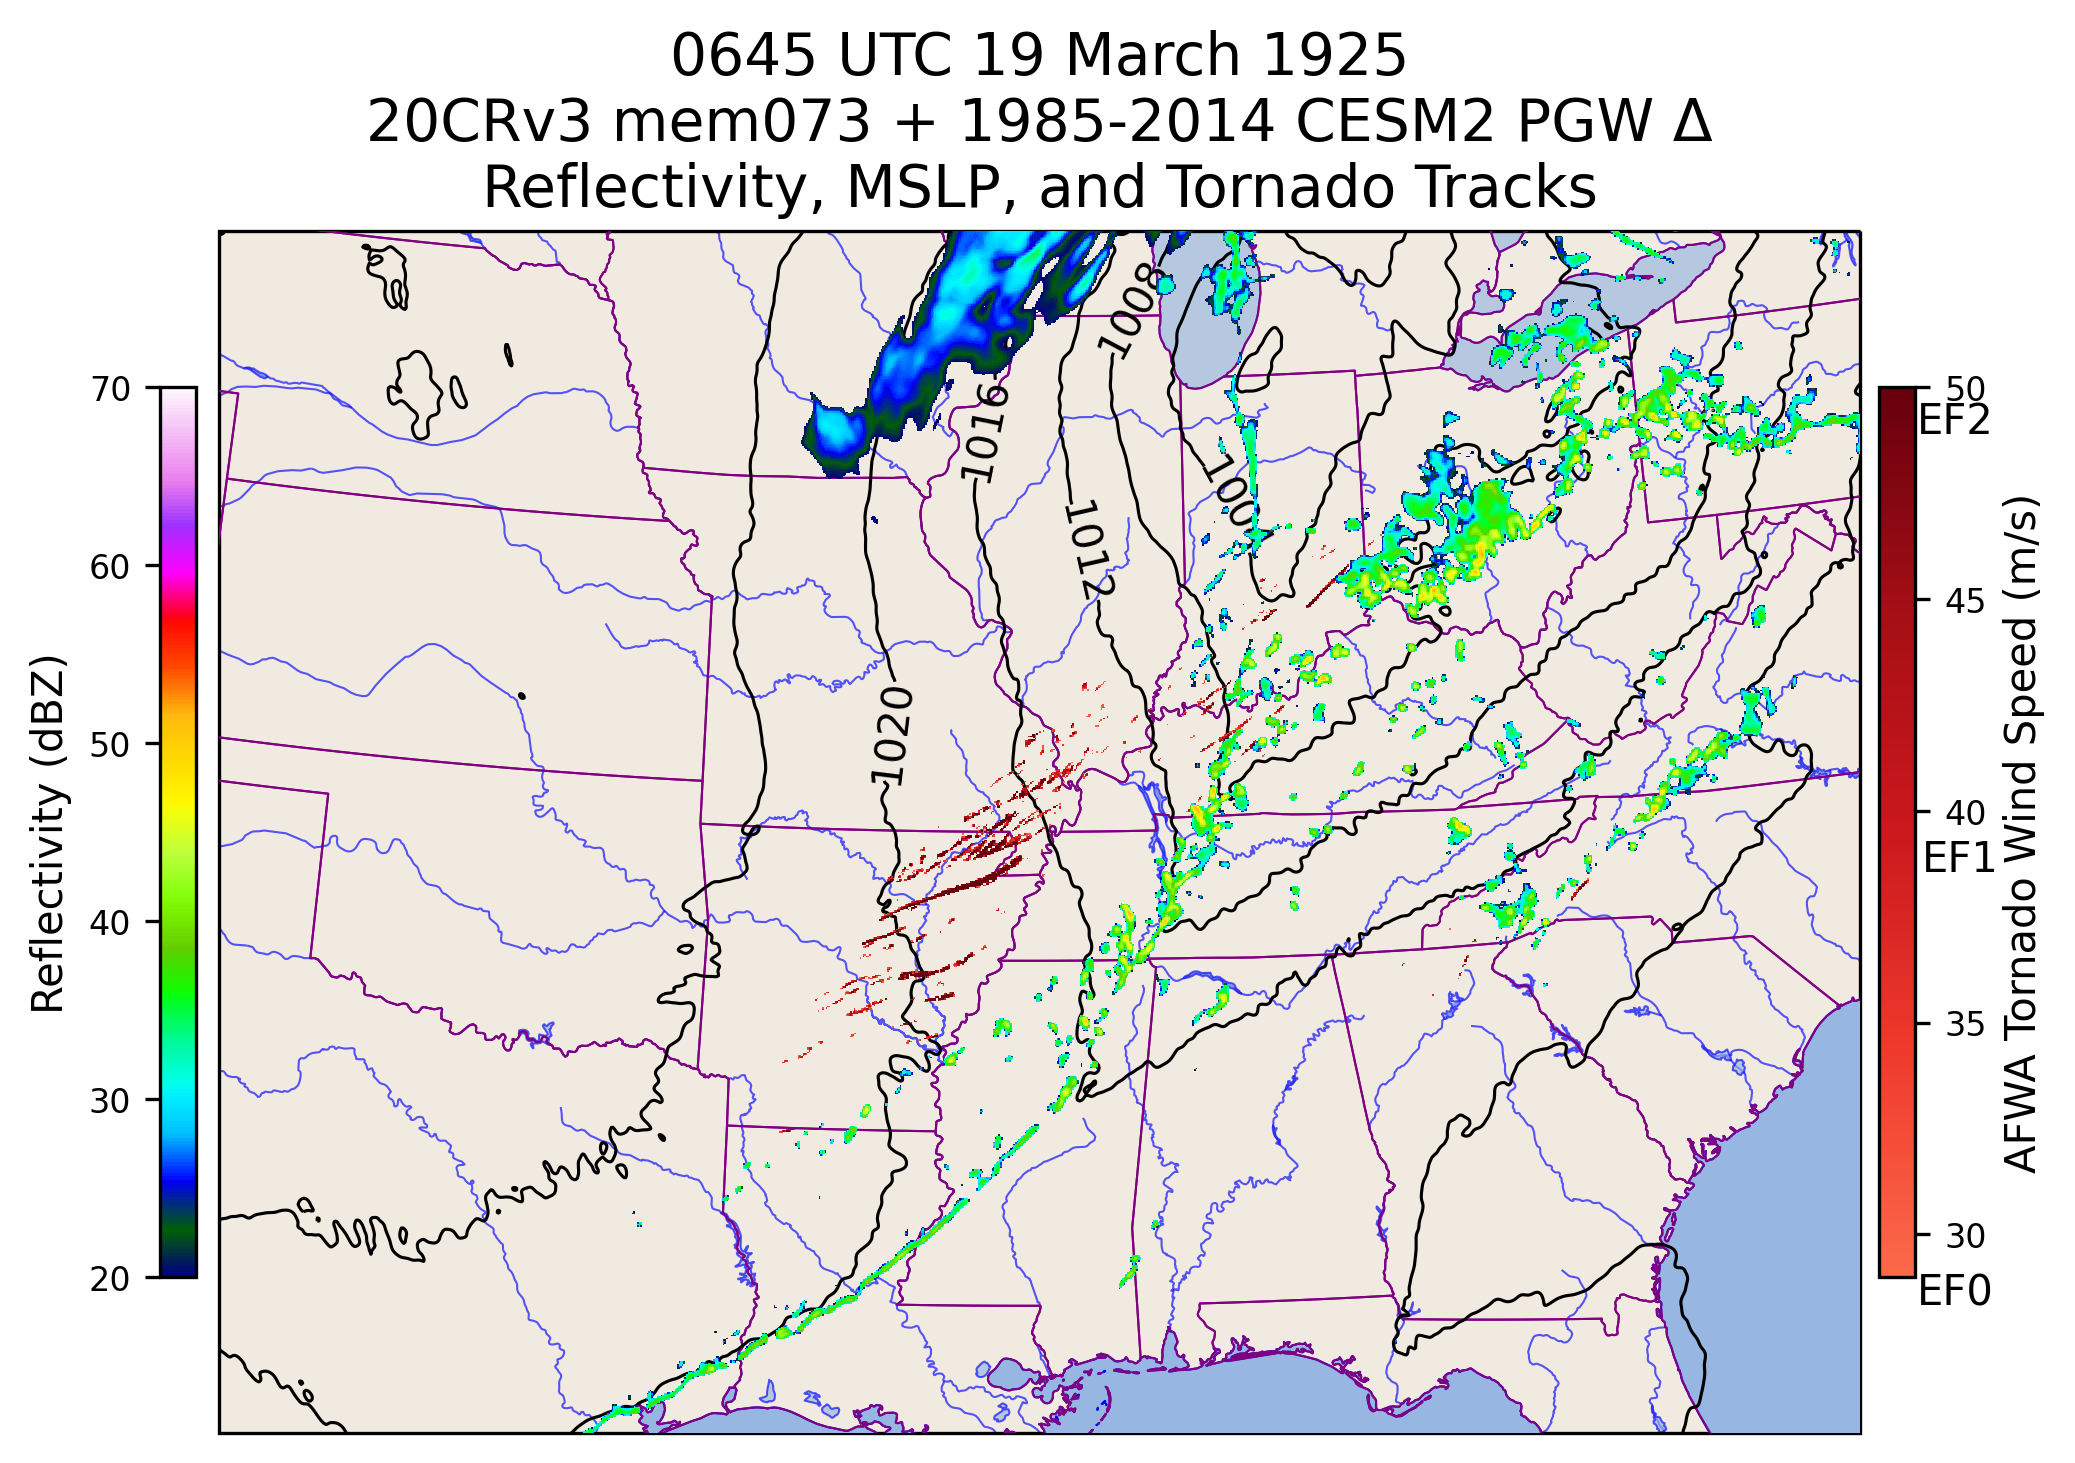 0645 UTC 19 March 1925
20CRv3 mem073 + 1985-2014 CESM2 PGW Δ
Reflectivity, MSLP, and Tornado Tracks
Reflectivity (dBZ)
70
60
50
40
30
20
1008
1016
1012
100
1020
50
EF2
45
40
EF1
35
30
EF0
AFWA Tornado Wind Speed (m/s)